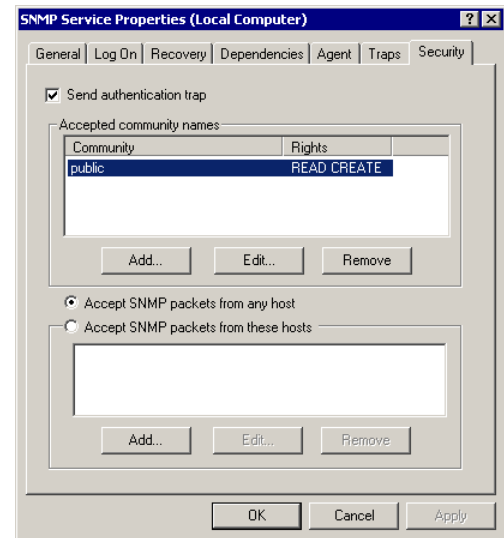 SNMP Service Properties (Local Computer)
General Log On Recovery Dependencies Agent Traps Security
Send authentication trap
Accepted community names
Community Rights
public READ CREATE
Add... Edit... Remove
Accept SNMP packets from any host
Accept SNMP packets from these hosts
Add... Edit... Remove
OK Cancel Apply